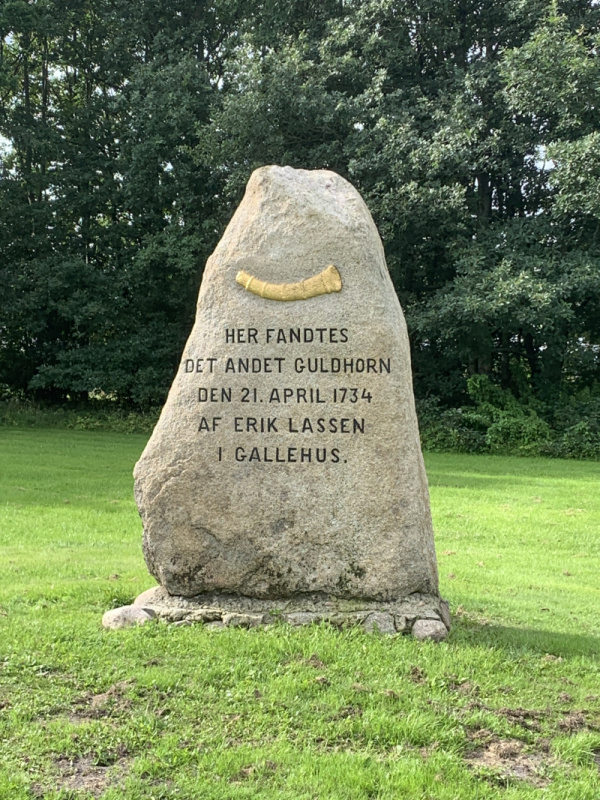 HER FANDTES
DET ANDET GULDHORN
DEN 21. APRIL 1734
AF ERIK LASSEN
I GALLEHUS.